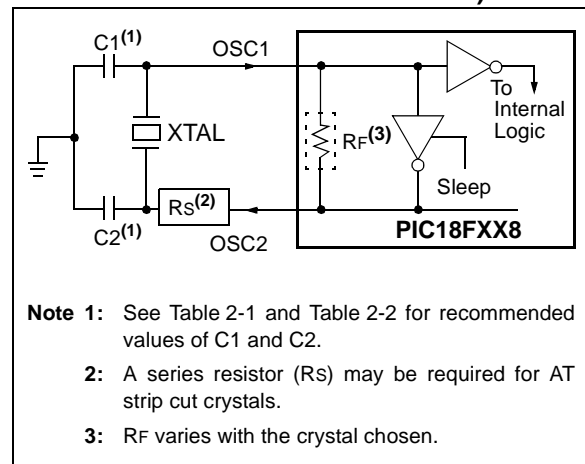 C1(1)
OSC1
To
Internal
Logic
XTAL
RF(3)
Sleep
RS(2)
C2(1)
OSC2
PIC18FXX8
Note 1: See Table 2-1 and Table 2-2 for recommended
values of C1 and C2.
2: A series resistor (RS) may be required for AT
strip cut crystals.
3: RF varies with the crystal chosen.